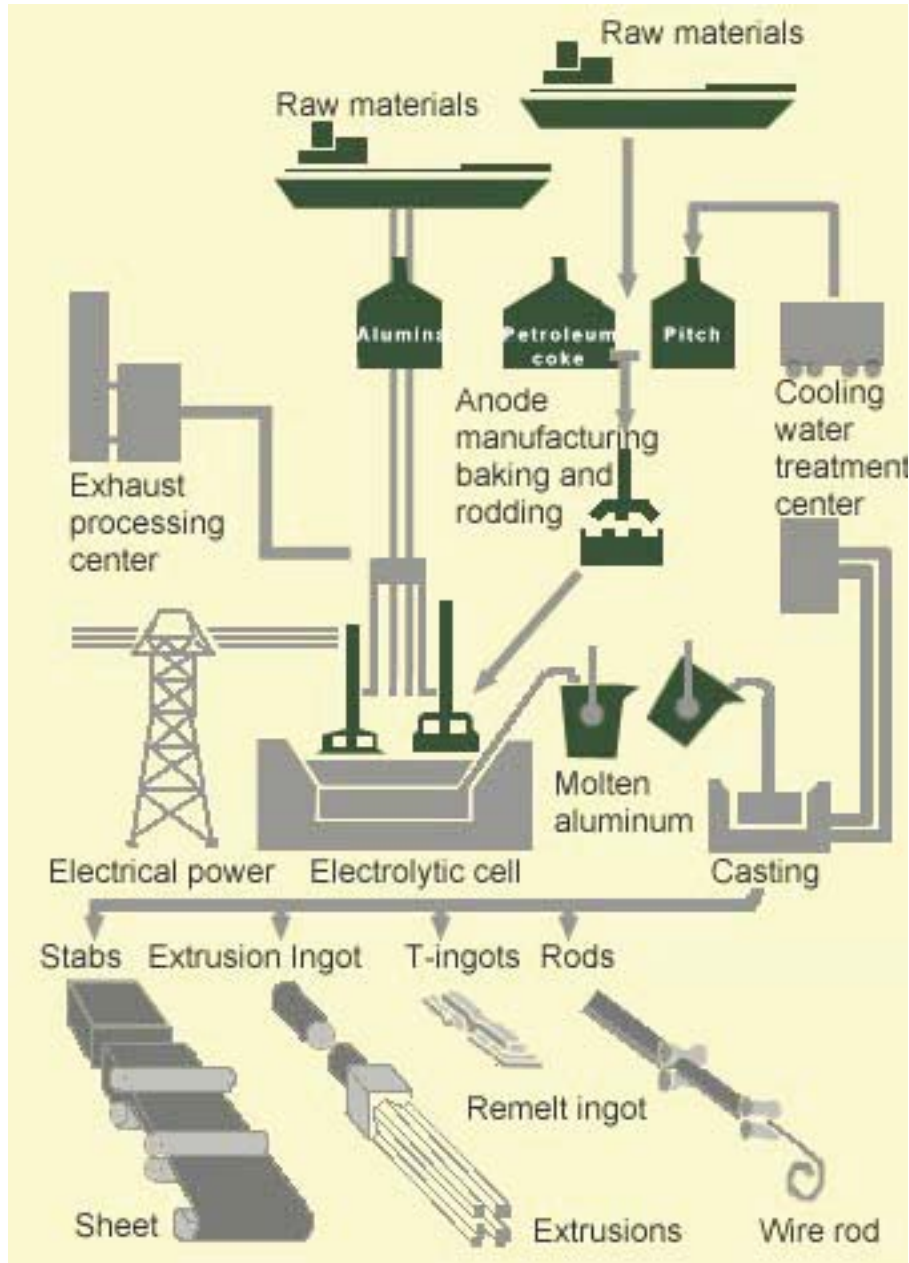 Raw materials
Raw materials
Alumina
Petroleum
coke
Pitch
Exhaust
processing
center
Anode
manufacturing
baking and
rodding
Cooling
water
treatment
center
Molten
aluminum
Electrical power
Electrolytic cell
Casting
Stabs
Extrusion Ingot
T-ingots
Rods
Remelt ingot
Sheet
Extrusions
Wire rod